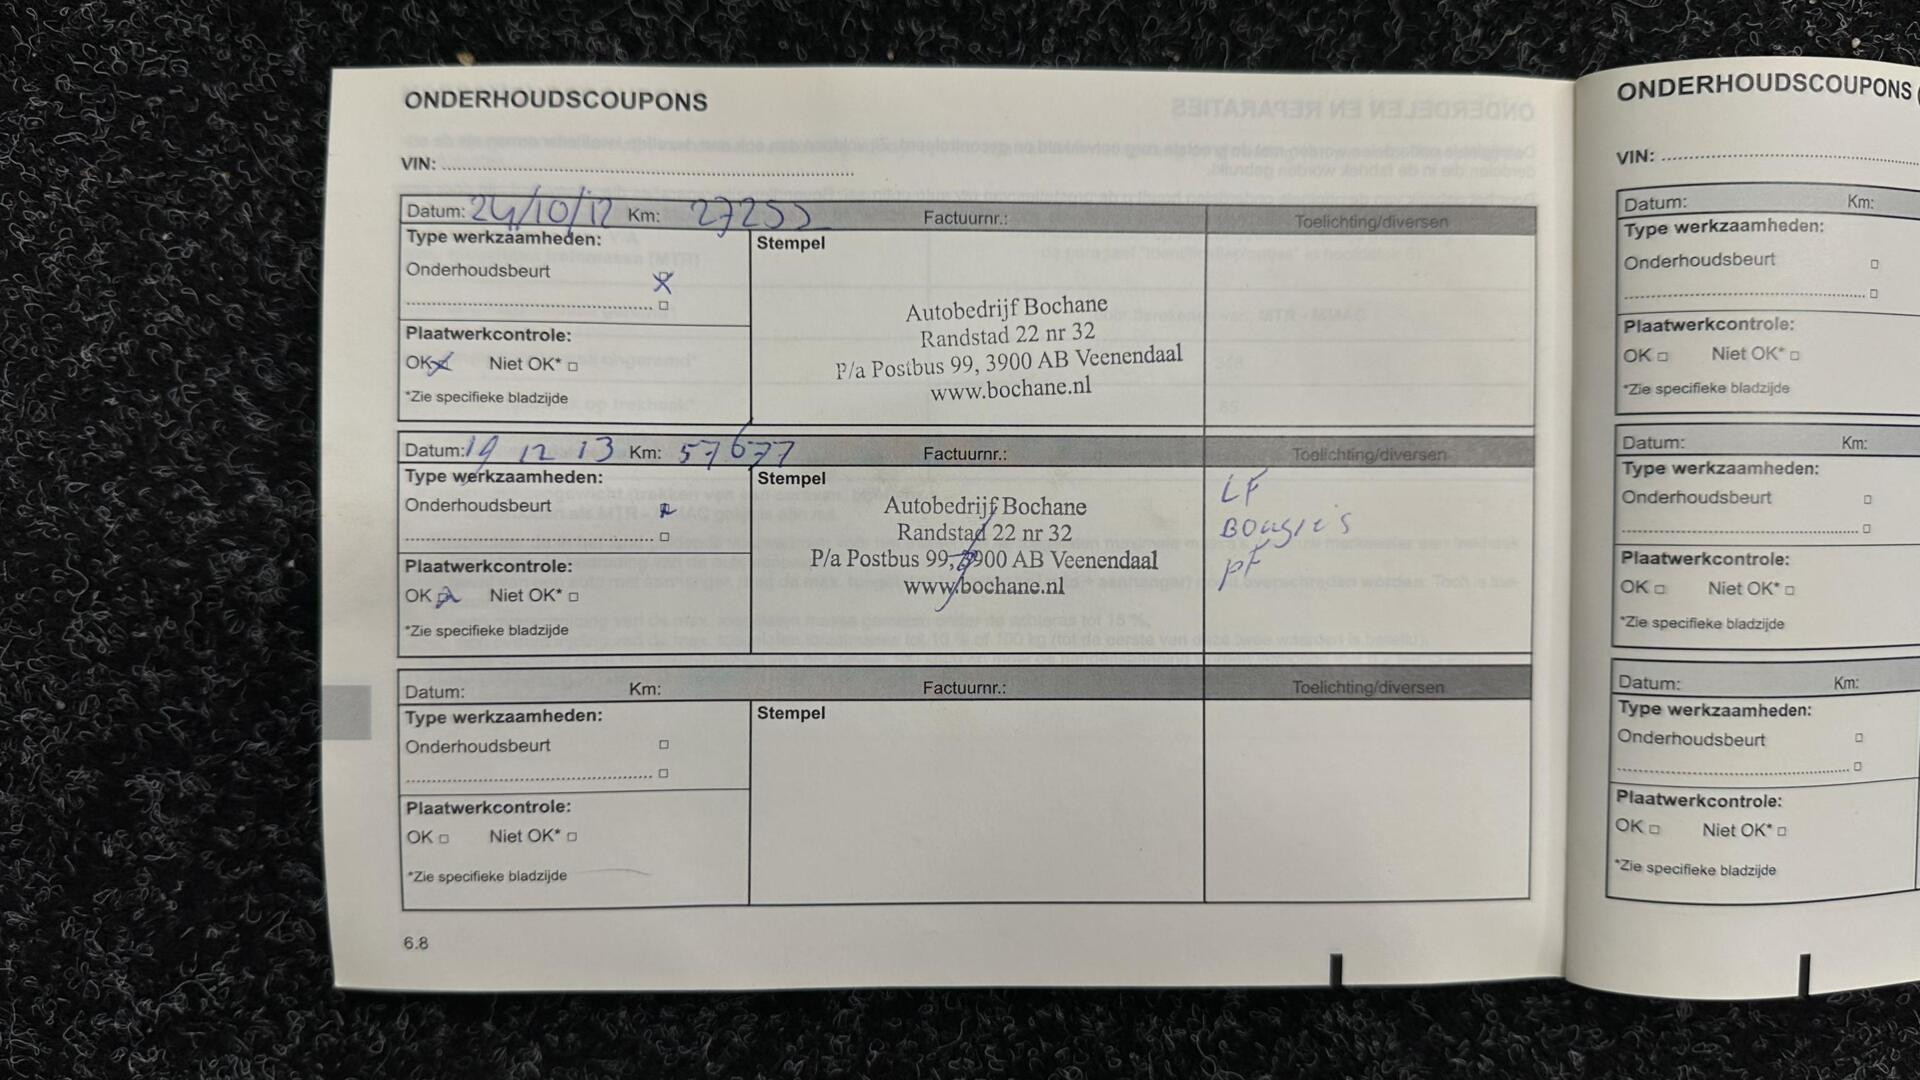 ONDERHOUDSCOUPONS
VIN:
Datum: 24/10/12 Km: 27255 Factuurnr.: Toelichting/diversen
Type werkzaamheden: Stempel
Onderhoudsbeurt
Plaatwerkcontrole:
OK Niet OK*
*Zie specifieke bladzijde
Autobedrijf Bochane
Randstad 22 nr 32
P/a Postbus 99, 3900 AB Veenendaal
www.bochane.nl
Datum: 19 12 13 Km: 57677 Factuurnr.: Toelichting/diversen
Type werkzaamheden: Stempel
Onderhoudsbeurt
Plaatwerkcontrole:
OK Niet OK*
*Zie specifieke bladzijde
Autobedrijf Bochane
Randstad 22 nr 32
P/a Postbus 99, 3900 AB Veenendaal
www.bochane.nl
LF
Bougies
PF
Datum: Km: Factuurnr.: Toelichting/diversen
Type werkzaamheden: Stempel
Onderhoudsbeurt
Plaatwerkcontrole:
OK Niet OK*
*Zie specifieke bladzijde
6.8
ONDERHOUDSCOUPONS (
VIN:
Datum: Km:
Type werkzaamheden:
Onderhoudsbeurt
Plaatwerkcontrole:
OK Niet OK*
*Zie specifieke bladzijde
Datum: Km:
Type werkzaamheden:
Onderhoudsbeurt
Plaatwerkcontrole:
OK Niet OK*
*Zie specifieke bladzijde
Datum: Km:
Type werkzaamheden:
Onderhoudsbeurt
Plaatwerkcontrole:
OK Niet OK*
*Zie specifieke bladzijde